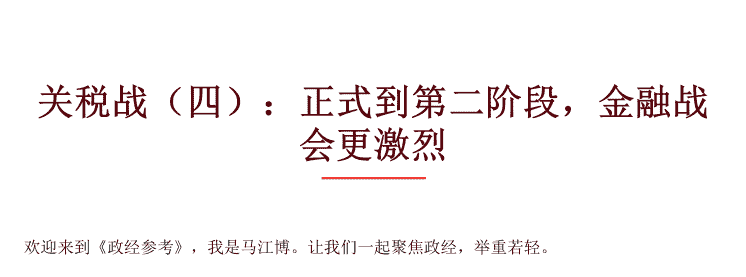 关税战（四）：正式到第二阶段，金融战
会更激烈
欢迎来到《政经参考》，我是马江博。让我们一起聚焦政经，举重若轻。